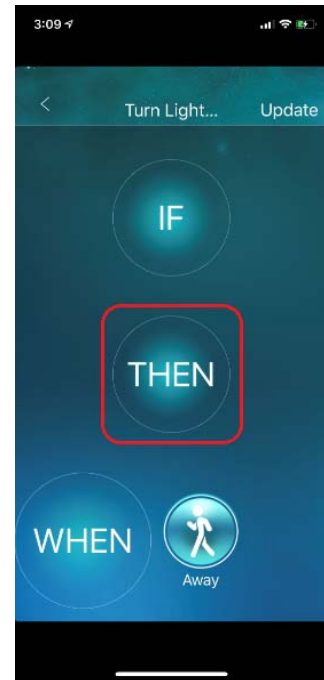 3:09
Turn Light... Update
IF
THEN
WHEN
Away